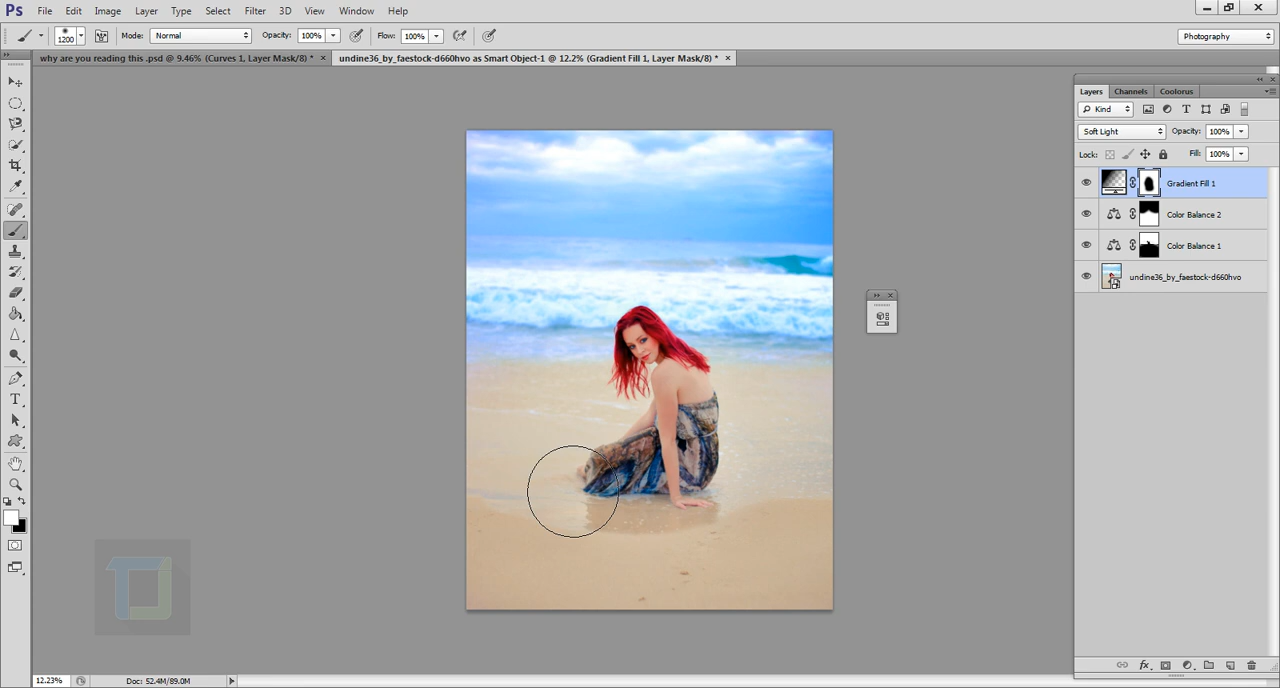 Ps File Edit Image Layer Type Select Filter 3D View Window Help
1200 Mode: Normal Opacity: 100% Flow: 100% Photography
why are you reading this .psd @ 9.46% (Curves 1, Layer Mask/8) * × undine36_by_faestock-d660hvo as Smart Object-1 @ 12.2% (Gradient Fill 1, Layer Mask/8) * ×
Layers Channels Coolorus
Kind
Soft Light Opacity: 100%
Lock: Fill: 100%
Gradient Fill 1
Color Balance 2
Color Balance 1
undine36_by_faestock-d660hvo
TJ
12.23% Doc: 52.4M/89.0M